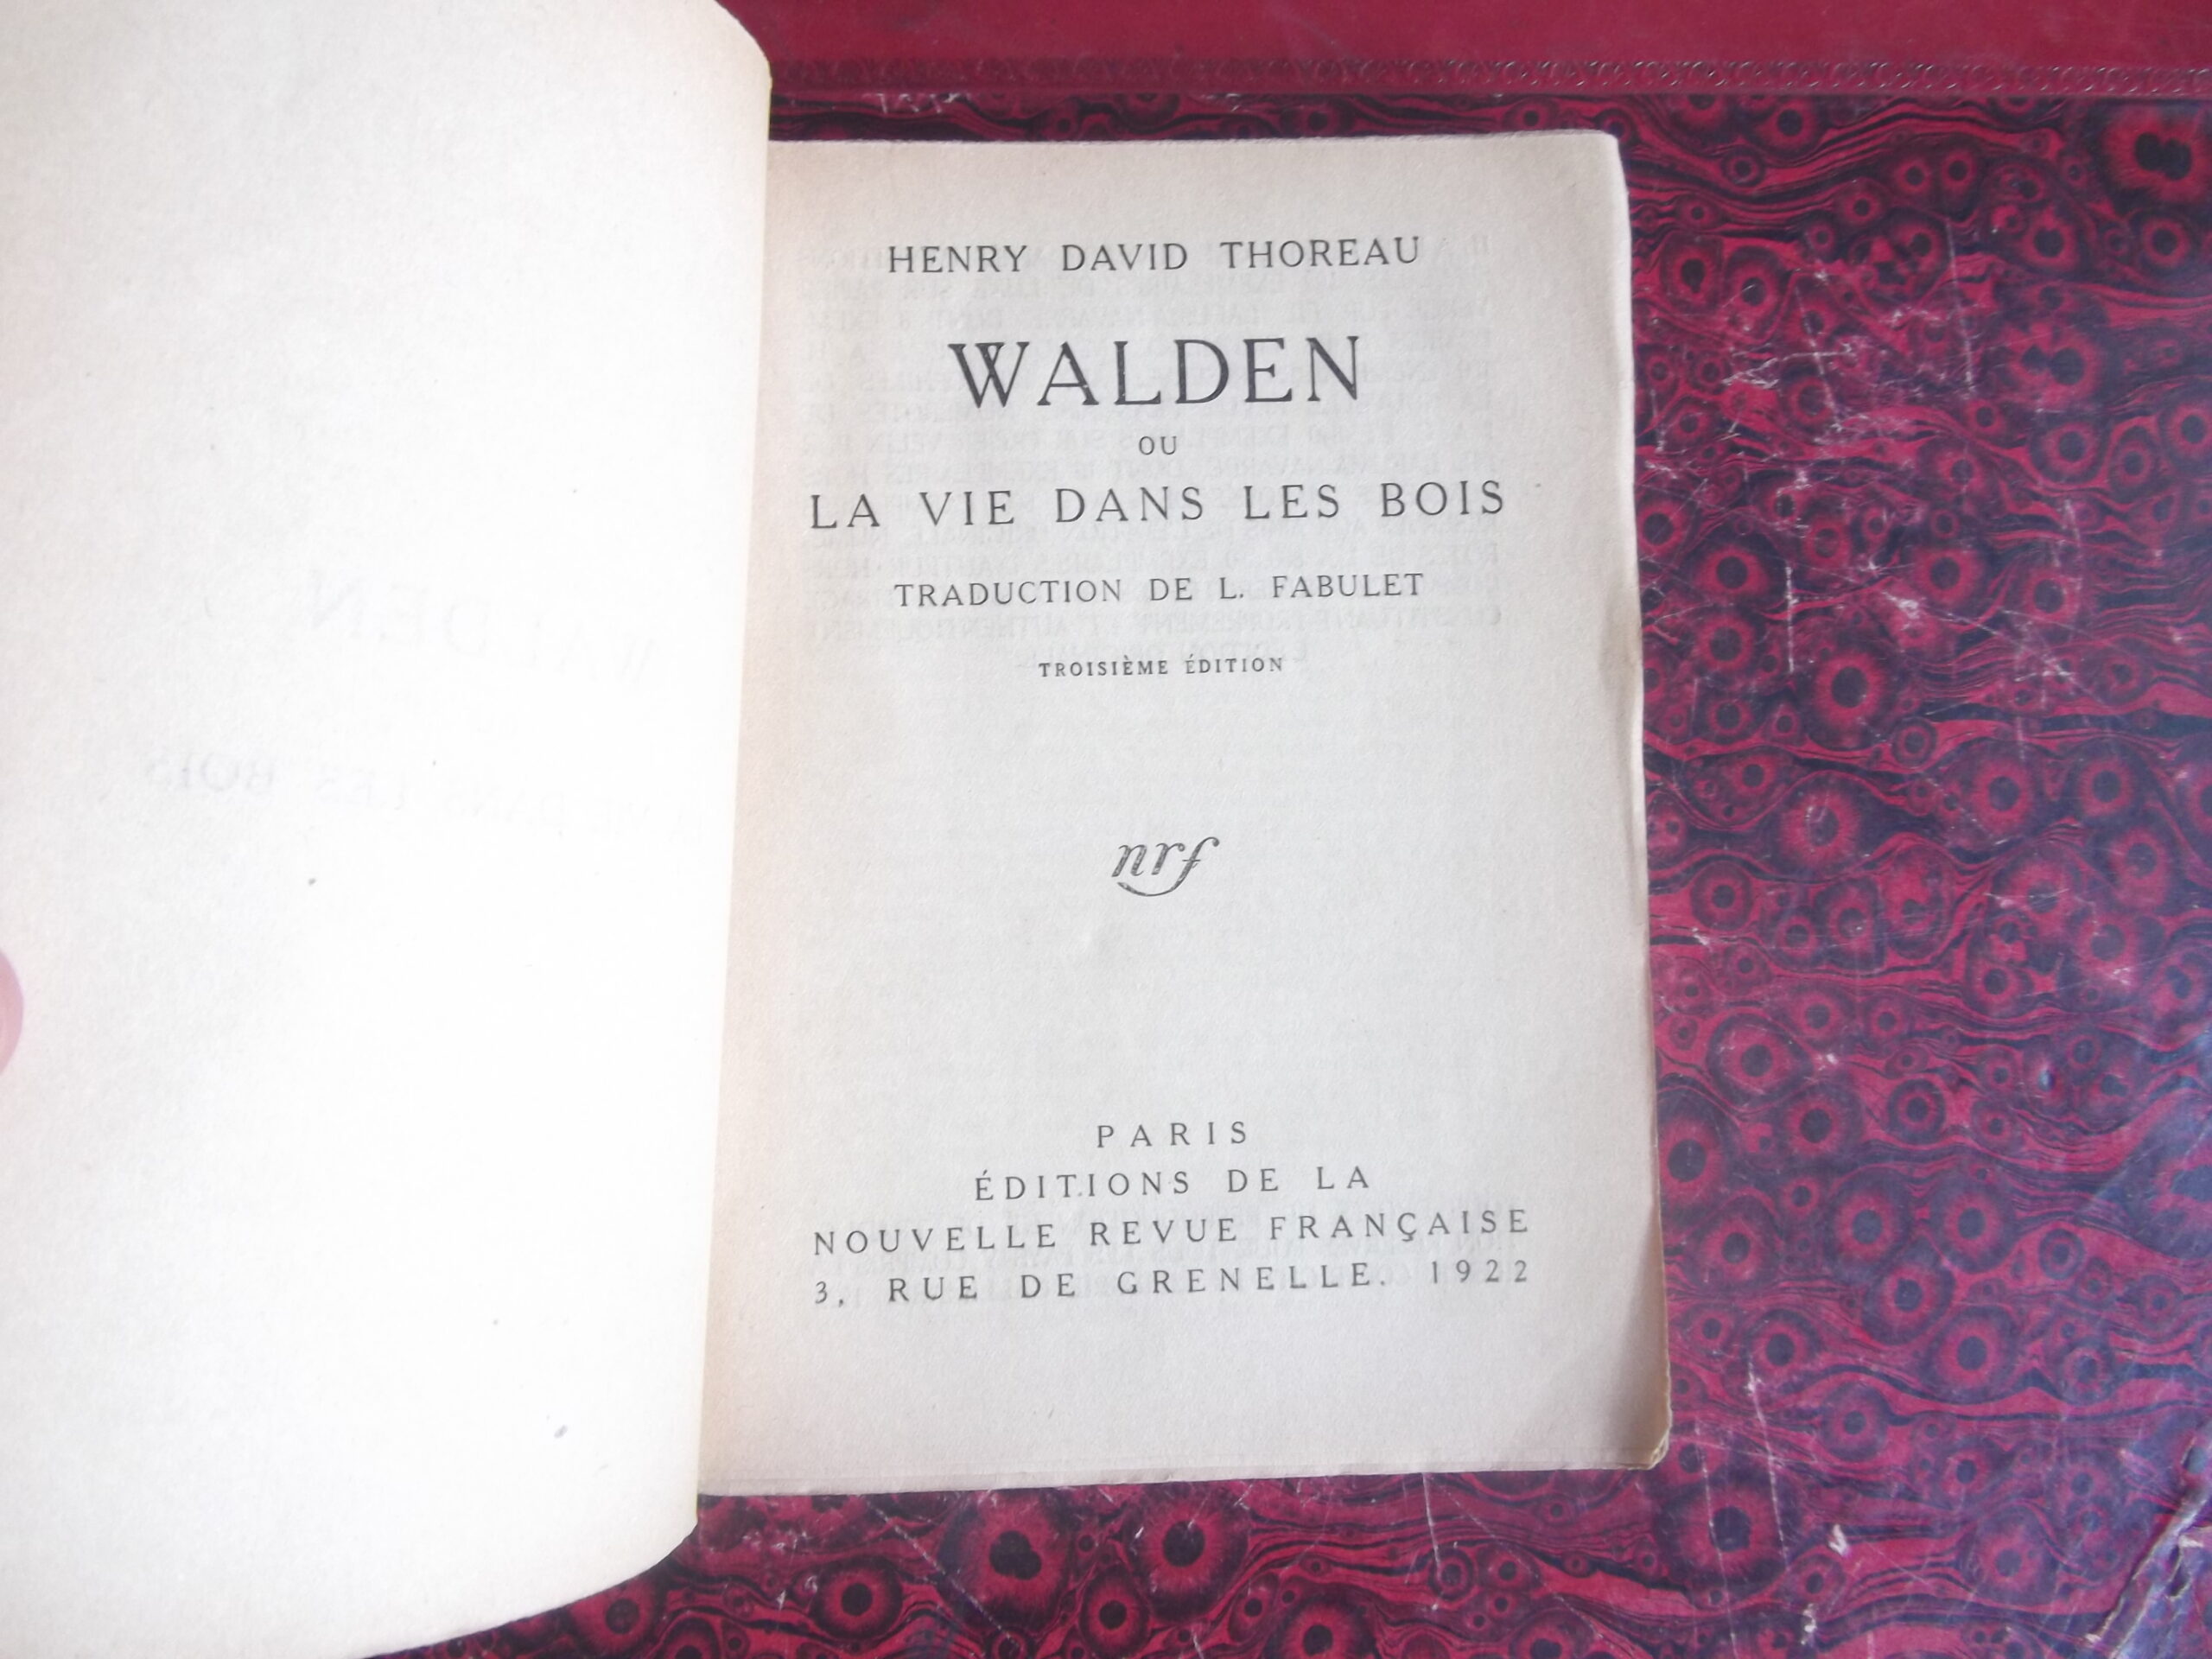 HENRY DAVID THOREAU
WALDEN
OU
LA VIE DANS LES BOIS
TRADUCTION DE L. FABULET
TROISIÈME ÉDITION
nrf
PARIS
ÉDITIONS DE LA
NOUVELLE REVUE FRANÇAISE
3, RUE DE GRENELLE. 1922